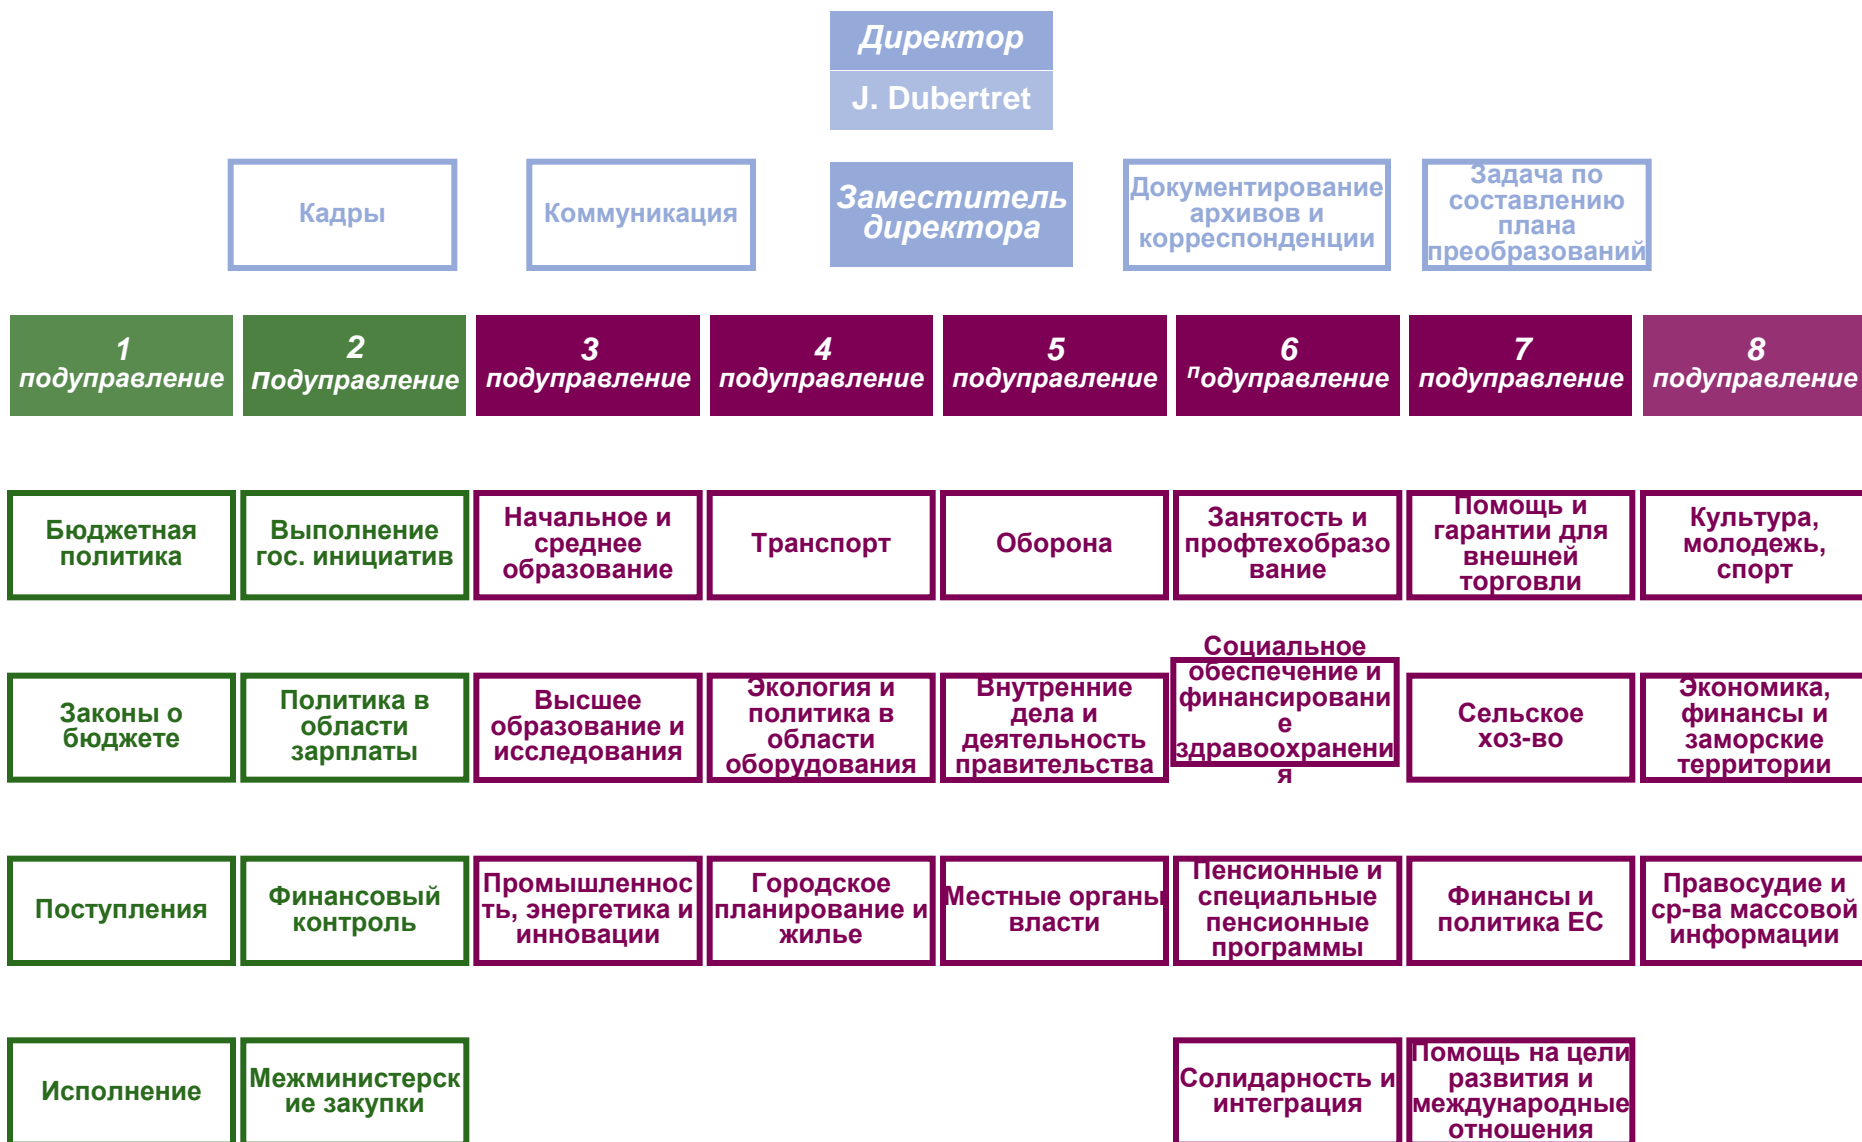 Директор
J. Dubertret
Кадры
Коммуникация
Заместитель
директора
Документирование
архивов и
корреспонденции
Задача по
составлению
плана
преобразований
1
подуправление
2
Подуправление
3
подуправление
4
подуправление
5
подуправление
6
подуправление
7
подуправление
8
подуправление
Бюджетная
политика
Выполнение
гос. инициатив
Начальное и
среднее
образование
Транспорт
Оборона
Занятость и
профтехобразо
вание
Помощь и
гарантии для
внешней
торговли
Культура,
молодежь,
спорт
Законы о
бюджете
Политика в
области
зарплаты
Высшее
образование и
исследования
Экология и
политика в
области
оборудования
Внутренние
дела и
деятельность
правительства
Социальное
обеспечение и
финансировани
е
здравоохранени
я
Сельское
хоз-во
Экономика,
финансы и
заморские
территории
Поступления
Финансовый
контроль
Промышленнос
ть, энергетика и
инновации
Городское
планирование и
жилье
Местные органы
власти
Пенсионные и
специальные
пенсионные
программы
Финансы и
политика ЕС
Правосудие и
ср-ва массовой
информации
Исполнение
Межминистерск
ие закупки
Солидарность и
интеграция
Помощь на цели
развития и
международные
отношения